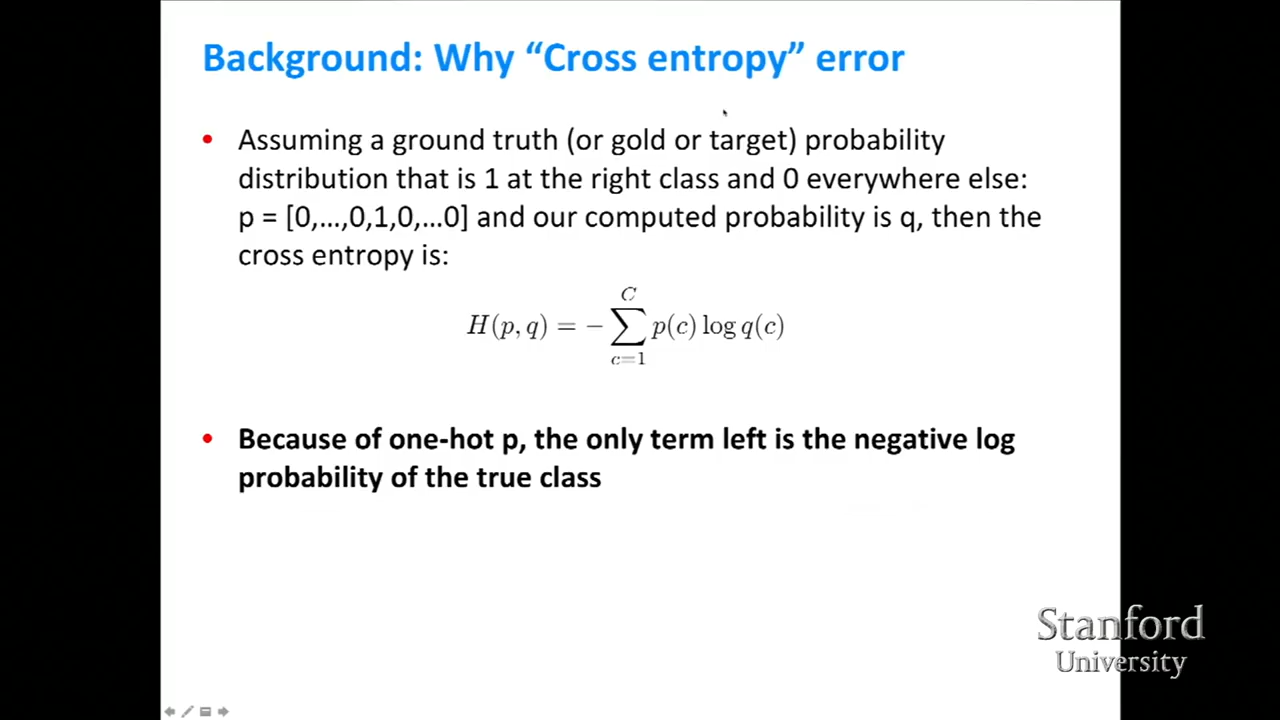 Background: Why “Cross entropy” error
• Assuming a ground truth (or gold or target) probability
distribution that is 1 at the right class and 0 everywhere else:
p = [0,…,0,1,0,…0] and our computed probability is q, then the
cross entropy is:
H(p, q) = − ∑_{c=1}^{C} p(c) log q(c)
• Because of one-hot p, the only term left is the negative log
probability of the true class
Stanford
University